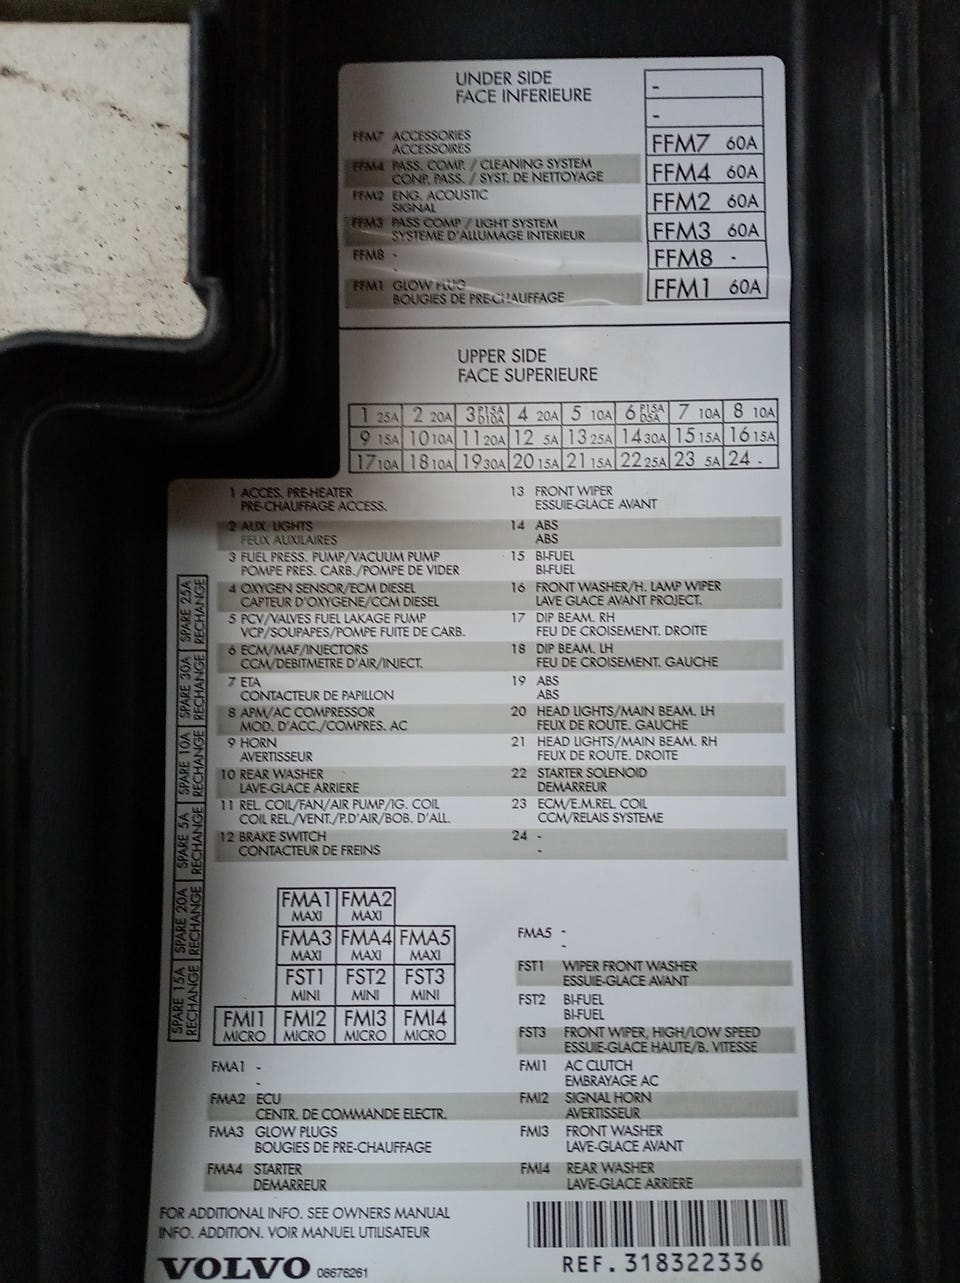 UNDER SIDE
FACE INFERIEURE
-
-
FFM7 60A
FFM4 60A
FFM2 60A
FFM3 60A
FFM8 -
FFM1 60A
FFM7 ACCESSORIES
ACCESSOIRES
FFM4 PASS. COMP. / CLEANING SYSTEM
CONP. PASS. / SYST. DE NETTOYAGE
FFM2 ENG. ACOUSTIC
SIGNAL
FFM3 PASS COMP / LIGHT SYSTEM
SYSTEME D'ALLUMAGE INTERIEUR
FFM8 -
-
FFM1 GLOW PLUG
BOUGIES DE PRE-CHAUFFAGE
UPPER SIDE
FACE SUPERIEURE
1 25A 2 20A 3 P15A D10A 4 20A 5 10A 6 P15A D5A 7 10A 8 10A
9 15A 10 10A 11 20A 12 5A 13 25A 14 30A 15 15A 16 15A
17 10A 18 10A 19 30A 20 15A 21 15A 22 25A 23 5A 24 -
1 ACCES. PRE-HEATER
PRE-CHAUFFAGE ACCESS.
2 AUX. LIGHTS
FEUX AUXILAIRES
3 FUEL PRESS. PUMP/VACUUM PUMP
POMPE PRES. CARB./POMPE DE VIDER
4 OXYGEN SENSOR/ECM DIESEL
CAPTEUR D'OXYGENE/CCM DIESEL
5 PCV/VALVES FUEL LAKAGE PUMP
VCP/SOUPAPES/POMPE FUITE DE CARB.
6 ECM/MAF/INJECTORS
CCM/DEBITMETRE D'AIR/INJECT.
7 ETA
CONTACTEUR DE PAPILLON
8 APM/AC COMPRESSOR
MOD. D'ACC./COMPRES. AC
9 HORN
AVERTISSEUR
10 REAR WASHER
LAVE-GLACE ARRIERE
11 REL. COIL/FAN/AIR PUMP/IG. COIL
COIL REL./VENT./P.D'AIR/BOB. D'ALL.
12 BRAKE SWITCH
CONTACTEUR DE FREINS
13 FRONT WIPER
ESSUIE-GLACE AVANT
14 ABS
ABS
15 BI-FUEL
BI-FUEL
16 FRONT WASHER/H. LAMP WIPER
LAVE GLACE AVANT PROJECT.
17 DIP BEAM. RH
FEU DE CROISEMENT. DROITE
18 DIP BEAM. LH
FEU DE CROISEMENT. GAUCHE
19 ABS
ABS
20 HEAD LIGHTS/MAIN BEAM. LH
FEUX DE ROUTE. GAUCHE
21 HEAD LIGHTS/MAIN BEAM. RH
FEUX DE ROUTE. DROITE
22 STARTER SOLENOID
DEMARREUR
23 ECM/E.M.REL. COIL
CCM/RELAIS SYSTEME
24 -
-
SPARE 25A
RECHANGE
SPARE 30A
RECHANGE
SPARE 10A
RECHANGE
SPARE 5A
RECHANGE
SPARE 20A
RECHANGE
SPARE 15A
RECHANGE
FMA1 MAXI FMA2 MAXI
FMA3 MAXI FMA4 MAXI FMA5 MAXI
FST1 MINI FST2 MINI FST3 MINI
FMI1 MICRO FMI2 MICRO FMI3 MICRO FMI4 MICRO
FMA1 -
-
FMA2 ECU
CENTR. DE COMMANDE ELECTR.
FMA3 GLOW PLUGS
BOUGIES DE PRE-CHAUFFAGE
FMA4 STARTER
DEMARREUR
FMA5 -
-
FST1 WIPER FRONT WASHER
ESSUIE-GLACE AVANT
FST2 BI-FUEL
BI-FUEL
FST3 FRONT WIPER, HIGH/LOW SPEED
ESSUIE-GLACE HAUTE/B. VITESSE
FMI1 AC CLUTCH
EMBRAYAGE AC
FMI2 SIGNAL HORN
AVERTISSEUR
FMI3 FRONT WASHER
LAVE-GLACE AVANT
FMI4 REAR WASHER
LAVE-GLACE ARRIERE
FOR ADDITIONAL INFO. SEE OWNERS MANUAL
INFO. ADDITION. VOIR MANUEL UTILISATEUR
VOLVO 08676261
REF. 318322336